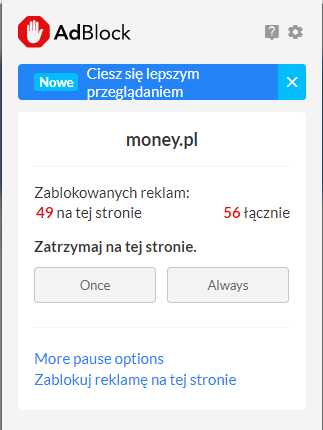 AdBlock
Nowe
Ciesz się lepszym
przeglądaniem
money.pl
Zablokowanych reklam:
49 na tej stronie 56 łącznie
Zatrzymaj na tej stronie.
Once Always
More pause options
Zablokuj reklamę na tej stronie